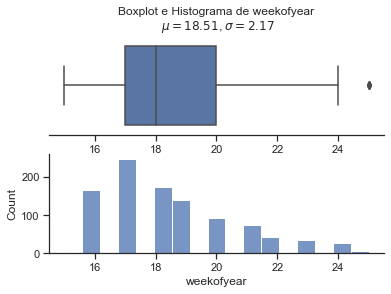 Boxplot e Histograma de weekofyear
μ = 18.51, σ = 2.17
16 18 20 22 24
200
0
Count
16 18 20 22 24
weekofyear